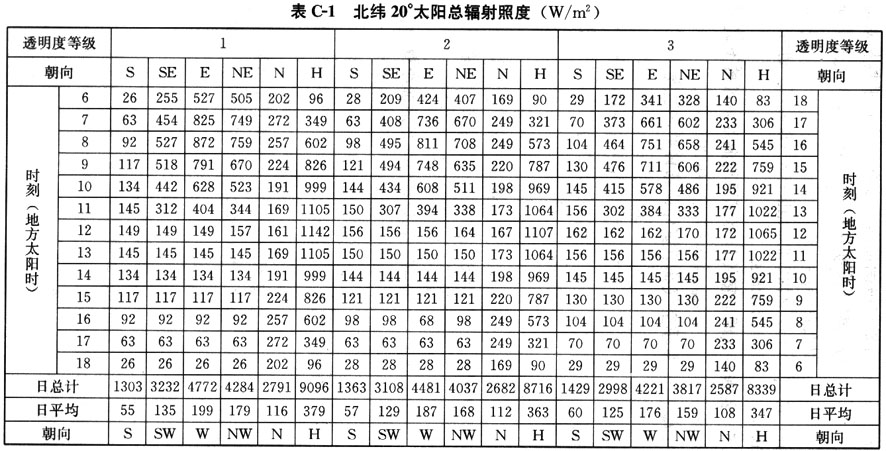 表 C-1 北纬20°太阳总辐射照度（W/m²）
透明度等级 1 2 3 透明度等级
朝向 S SE E NE N H S SE E NE N H S SE E NE N H 朝向
时刻（地方太阳时） 6 26 255 527 505 202 96 28 209 424 407 169 90 29 172 341 328 140 83 18 时刻（地方太阳时）
7 63 454 825 749 272 349 63 408 736 670 249 321 70 373 661 602 233 306 17
8 92 527 872 759 257 602 98 495 811 708 249 573 104 464 751 658 241 545 16
9 117 518 791 670 224 826 121 494 748 635 220 787 130 476 711 606 222 759 15
10 134 442 628 523 191 999 144 434 608 511 198 969 145 415 578 486 195 921 14
11 145 312 404 344 169 1105 150 307 394 338 173 1064 156 302 384 333 177 1022 13
12 149 149 149 157 161 1142 156 156 156 164 167 1107 162 162 162 170 172 1065 12
13 145 145 145 145 169 1105 150 150 150 150 173 1064 156 156 156 156 177 1022 11
14 134 134 134 134 191 999 144 144 144 144 198 969 145 145 145 145 195 921 10
15 117 117 117 117 224 826 121 121 121 121 220 787 130 130 130 130 222 759 9
16 92 92 92 92 257 602 98 98 68 98 249 573 104 104 104 104 241 545 8
17 63 63 63 63 272 349 63 63 63 63 249 321 70 70 70 70 233 306 7
18 26 26 26 26 202 96 28 28 28 28 169 90 29 29 29 29 140 83 6
日总计 1303 3232 4772 4284 2791 9096 1363 3108 4481 4037 2682 8716 1429 2998 4221 3817 2587 8339 日总计
日平均 55 135 199 179 116 379 57 129 187 168 112 363 60 125 176 159 108 347 日平均
朝向 S SW W NW N H S SW W NW N H S SW W NW N H 朝向